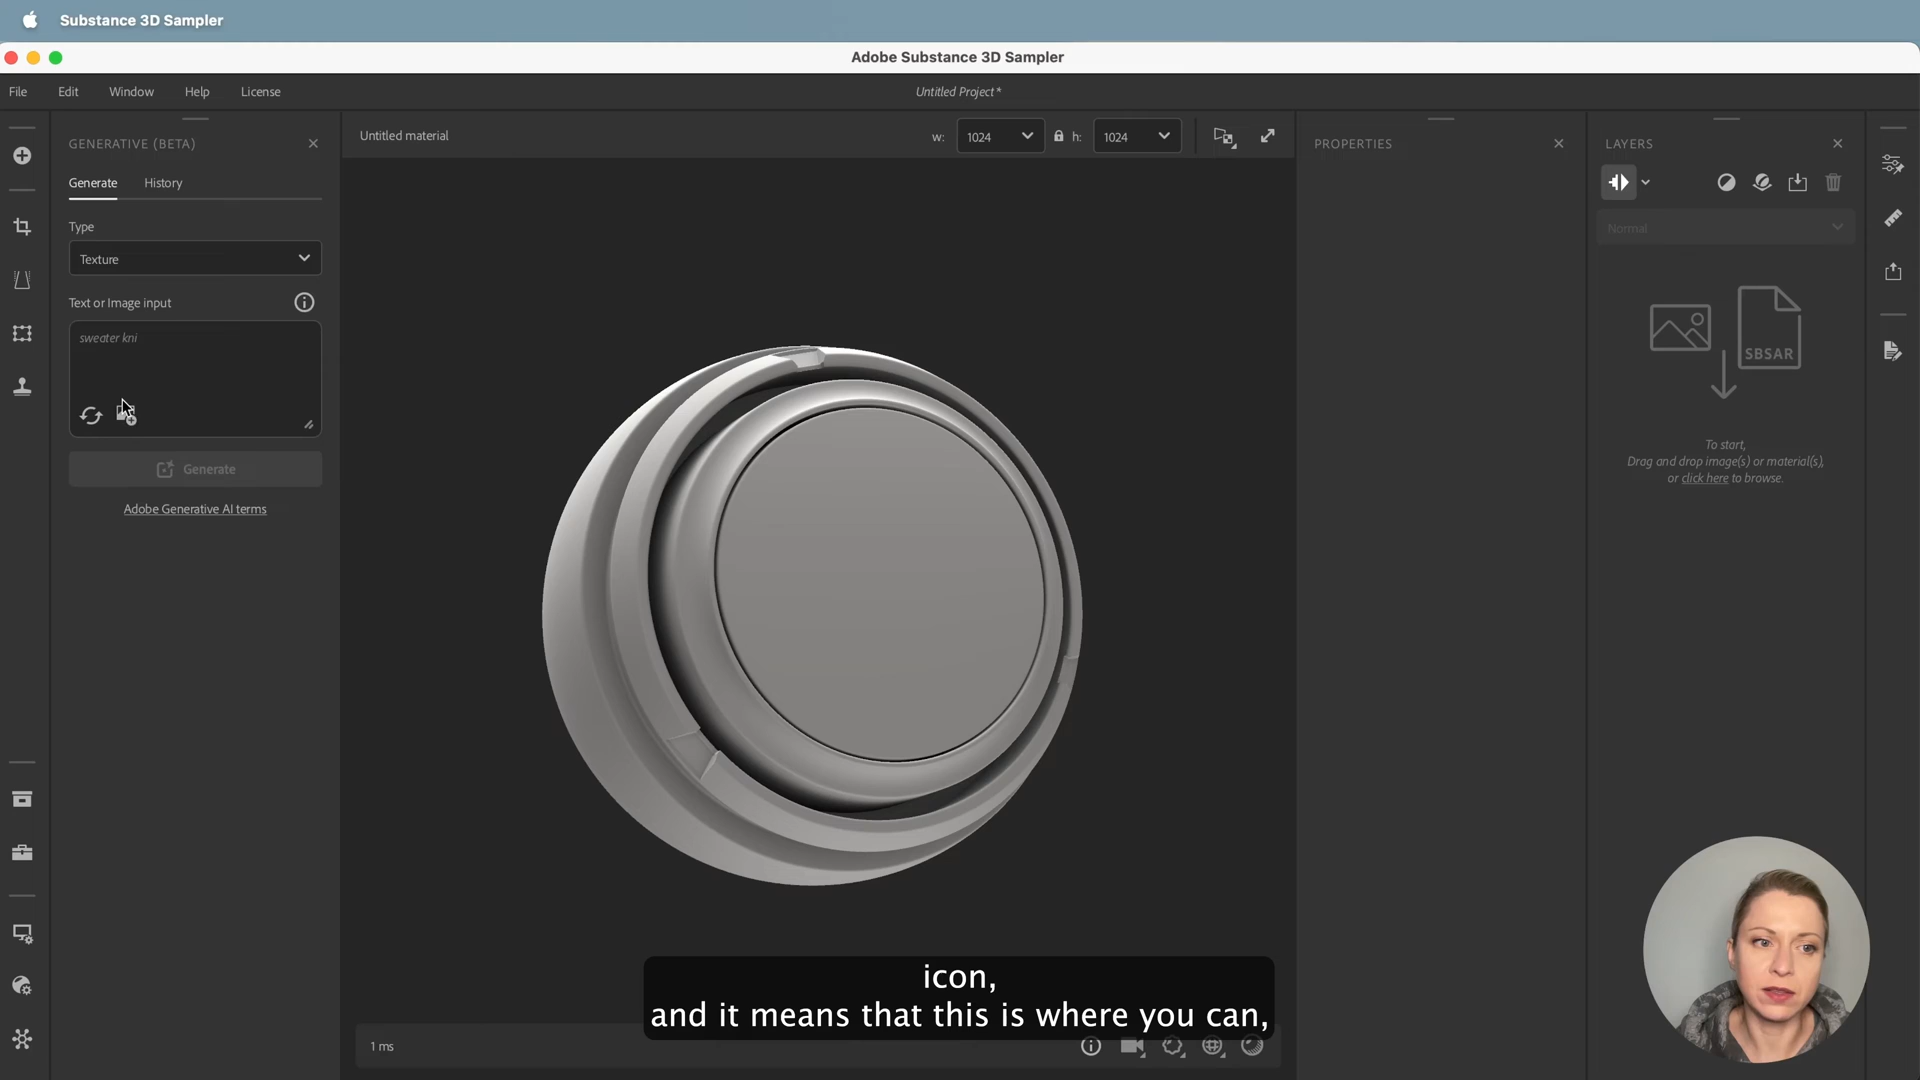 Substance 3D Sampler
Adobe Substance 3D Sampler
File Edit Window Help License
Untitled Project*
GENERATIVE (BETA)
Generate History
Type
Texture
Text or Image input
sweater kni
Generate
Adobe Generative AI terms
Untitled material
w: 1024 h: 1024
PROPERTIES
LAYERS
Normal
SBSAR
To start,
Drag and drop image(s) or material(s),
or click here to browse.
icon,
and it means that this is where you can,
1 ms